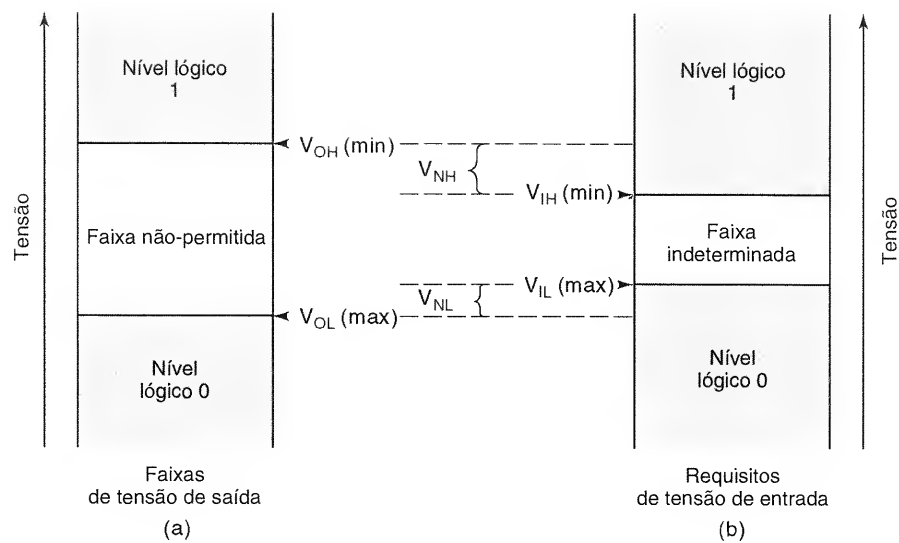 Tensão
Nível lógico
1
Faixa não-permitida
Nível
lógico 0
Faixas
de tensão de saída
(a)
V_OH (min)
V_NH
V_IH (min)
V_IL (max)
V_NL
V_OL (max)
Nível lógico
1
Faixa
indeterminada
Nível
lógico 0
Requisitos
de tensão de entrada
(b)
Tensão